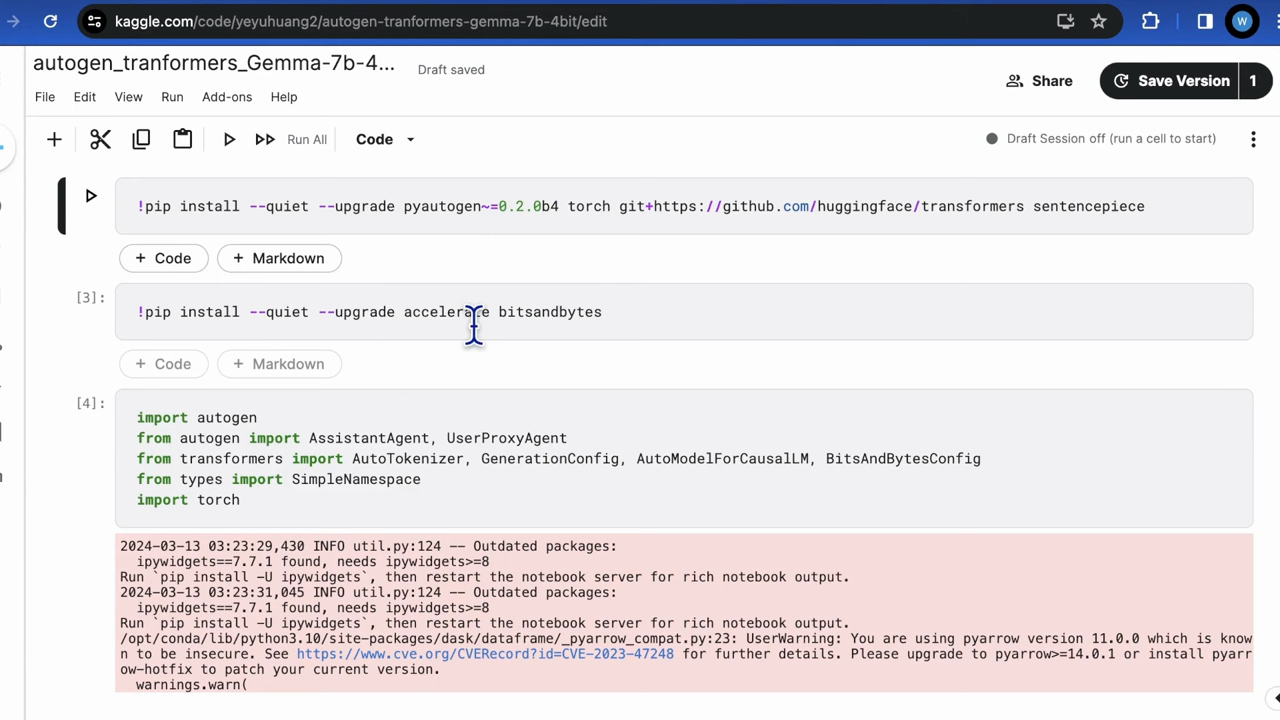 kaggle.com/code/yeyuhuang2/autogen-tranformers-gemma-7b-4bit/edit
W
autogen_tranformers_Gemma-7b-4...
Draft saved
Share
Save Version
1
File Edit View Run Add-ons Help
Run All
Code
Draft Session off (run a cell to start)
!pip install --quiet --upgrade pyautogen~=0.2.0b4 torch git+https://github.com/huggingface/transformers sentencepiece
+ Code
+ Markdown
[3]:
!pip install --quiet --upgrade accelerate bitsandbytes
+ Code
+ Markdown
[4]:
import autogen
from autogen import AssistantAgent, UserProxyAgent
from transformers import AutoTokenizer, GenerationConfig, AutoModelForCausalLM, BitsAndBytesConfig
from types import SimpleNamespace
import torch
2024-03-13 03:23:29,430 INFO util.py:124 -- Outdated packages:
ipywidgets==7.7.1 found, needs ipywidgets>=8
Run `pip install -U ipywidgets`, then restart the notebook server for rich notebook output.
2024-03-13 03:23:31,045 INFO util.py:124 -- Outdated packages:
ipywidgets==7.7.1 found, needs ipywidgets>=8
Run `pip install -U ipywidgets`, then restart the notebook server for rich notebook output.
/opt/conda/lib/python3.10/site-packages/dask/dataframe/_pyarrow_compat.py:23: UserWarning: You are using pyarrow version 11.0.0 which is know
n to be insecure. See https://www.cve.org/CVERecord?id=CVE-2023-47248 for further details. Please upgrade to pyarrow>=14.0.1 or install pyarr
ow-hotfix to patch your current version.
warnings.warn(